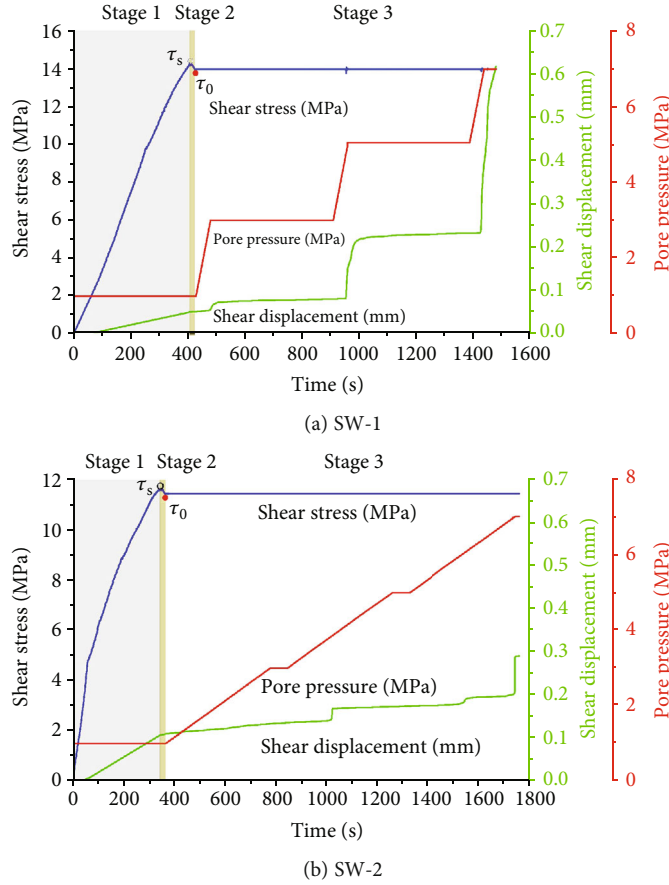 Stage 1 Stage 2 Stage 3
16
14
12
10
8
6
4
2
0
Shear stress (MPa)
τs
τ0
Shear stress (MPa)
Pore pressure (MPa)
Shear displacement (mm)
0.7
0.6
0.5
0.4
0.3
0.2
0.1
0.0
Shear displacement (mm)
8
6
4
2
0
Pore pressure (MPa)
0 200 400 600 800 1000 1200 1400 1600
Time (s)
(a) SW-1
Stage 1 Stage 2 Stage 3
12
10
8
6
4
2
0
Shear stress (MPa)
τs
τ0
Shear stress (MPa)
Pore pressure (MPa)
Shear displacement (mm)
0.7
0.6
0.5
0.4
0.3
0.2
0.1
0.0
Shear displacement (mm)
8
6
4
2
0
Pore pressure (MPa)
0 200 400 600 800 1000 1200 1400 1600 1800
Time (s)
(b) SW-2